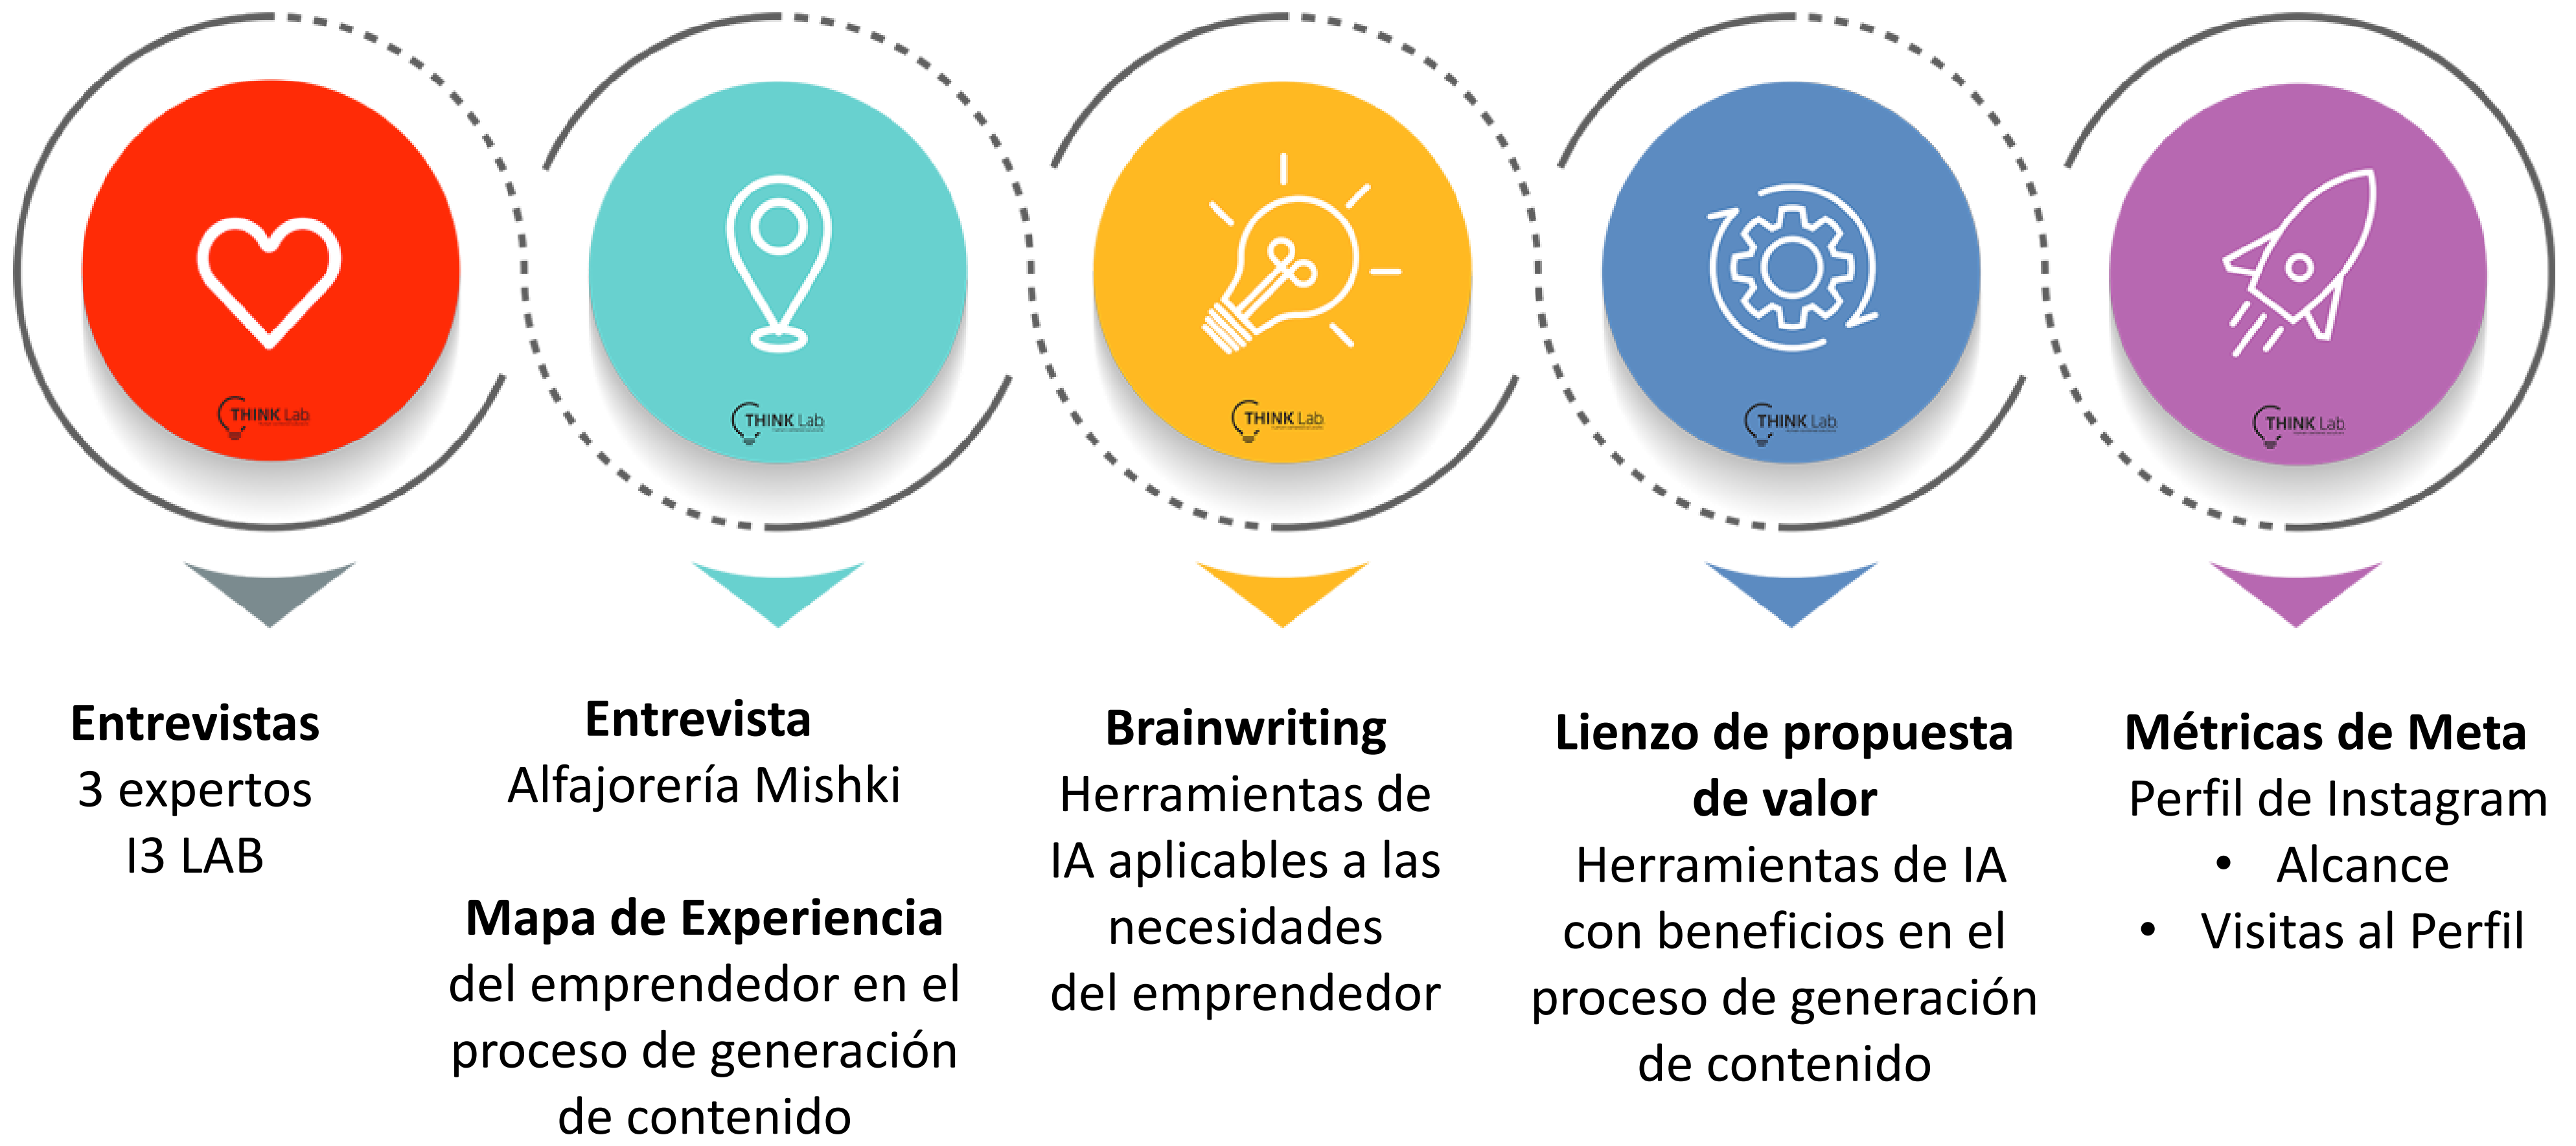 THINK Lab.
THINK Lab.
THINK Lab.
THINK Lab.
THINK Lab.
Entrevistas
3 expertos
I3 LAB
Entrevista
Alfajorería Mishki
Mapa de Experiencia
del emprendedor en el
proceso de generación
de contenido
Brainwriting
Herramientas de
IA aplicables a las
necesidades
del emprendedor
Lienzo de propuesta
de valor
Herramientas de IA
con beneficios en el
proceso de generación
de contenido
Métricas de Meta
Perfil de Instagram
• Alcance
• Visitas al Perfil